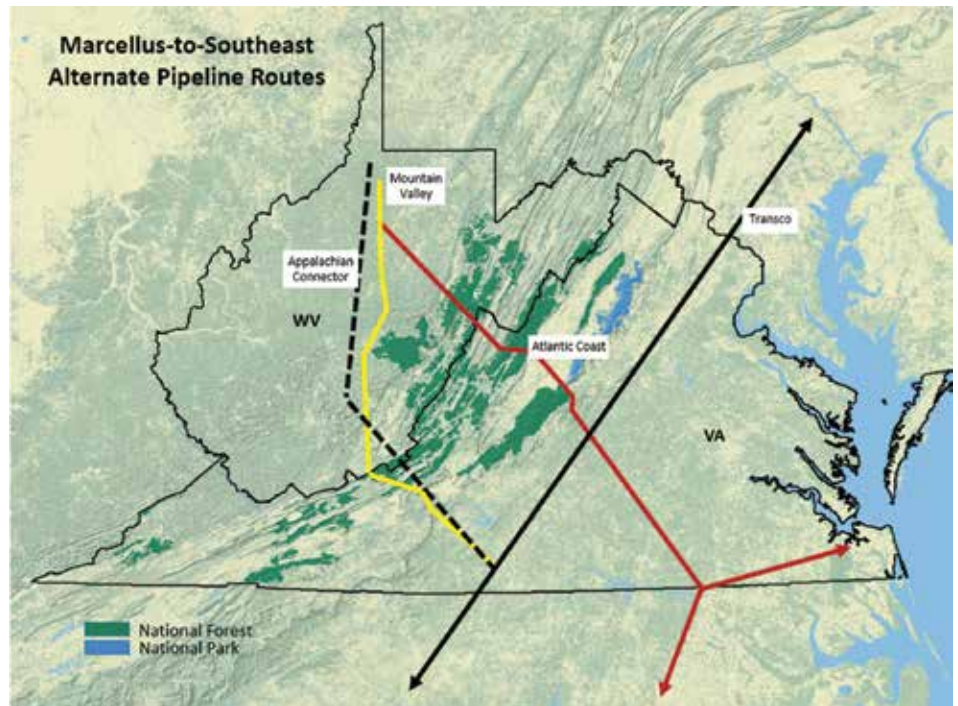 Marcellus-to-Southeast
Alternate Pipeline Routes
Mountain
Valley
Transco
Appalachian
Connector
WV
Atlantic Coast
VA
National Forest
National Park